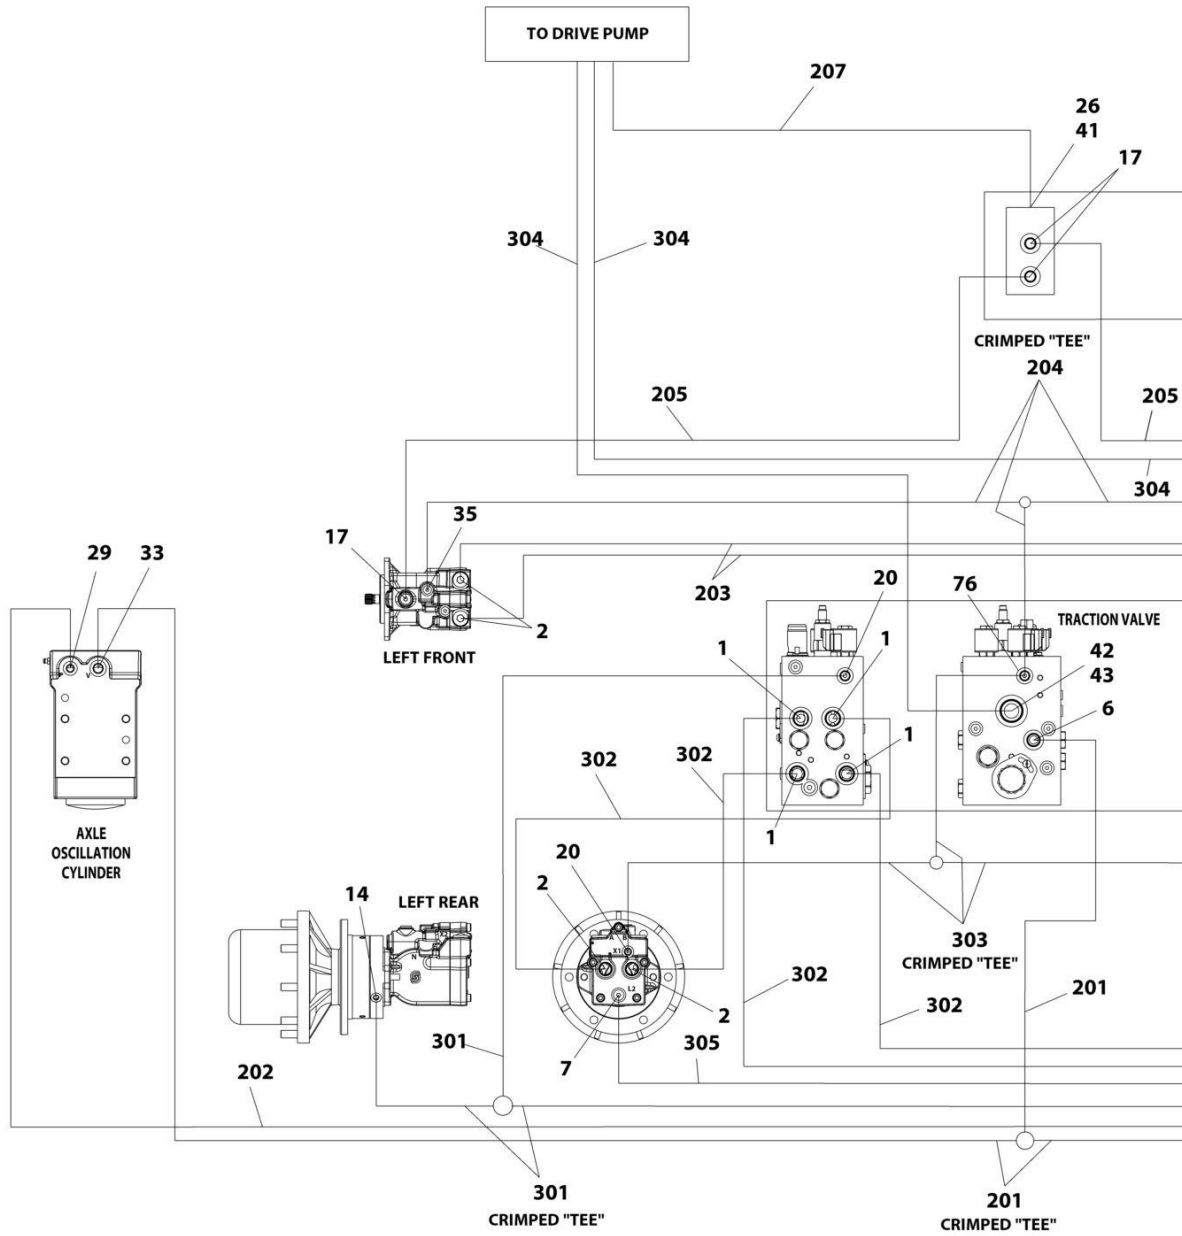 TO DRIVE PUMP
207
26
41
17
304
304
CRIMPED "TEE"
204
205
205
304
35
17
29
33
203
20
76
2
TRACTION VALVE
LEFT FRONT
1
1
42
43
6
1
302
302
1
AXLE
OSCILLATION
CYLINDER
20
2
14
LEFT REAR
A
B
X1
N
L2
303
CRIMPED "TEE"
302
201
302
2
301
305
7
202
301
CRIMPED "TEE"
201
CRIMPED "TEE"